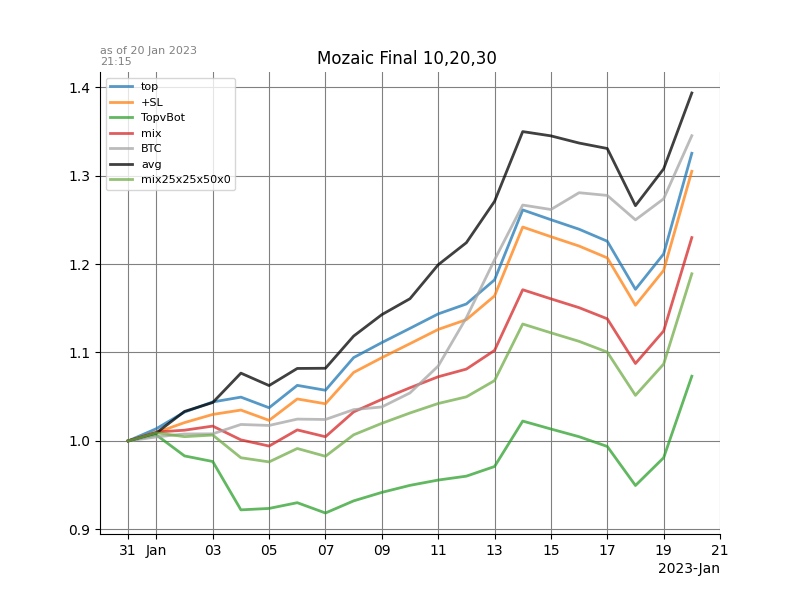 as of 20 Jan 2023
21:15
Mozaic Final 10,20,30
1.4
1.3
1.2
1.1
1.0
0.9
top
+SL
TopvBot
mix
BTC
avg
mix25x25x50x0
31 Jan 03 05 07 09 11 13 15 17 19 21
2023-Jan